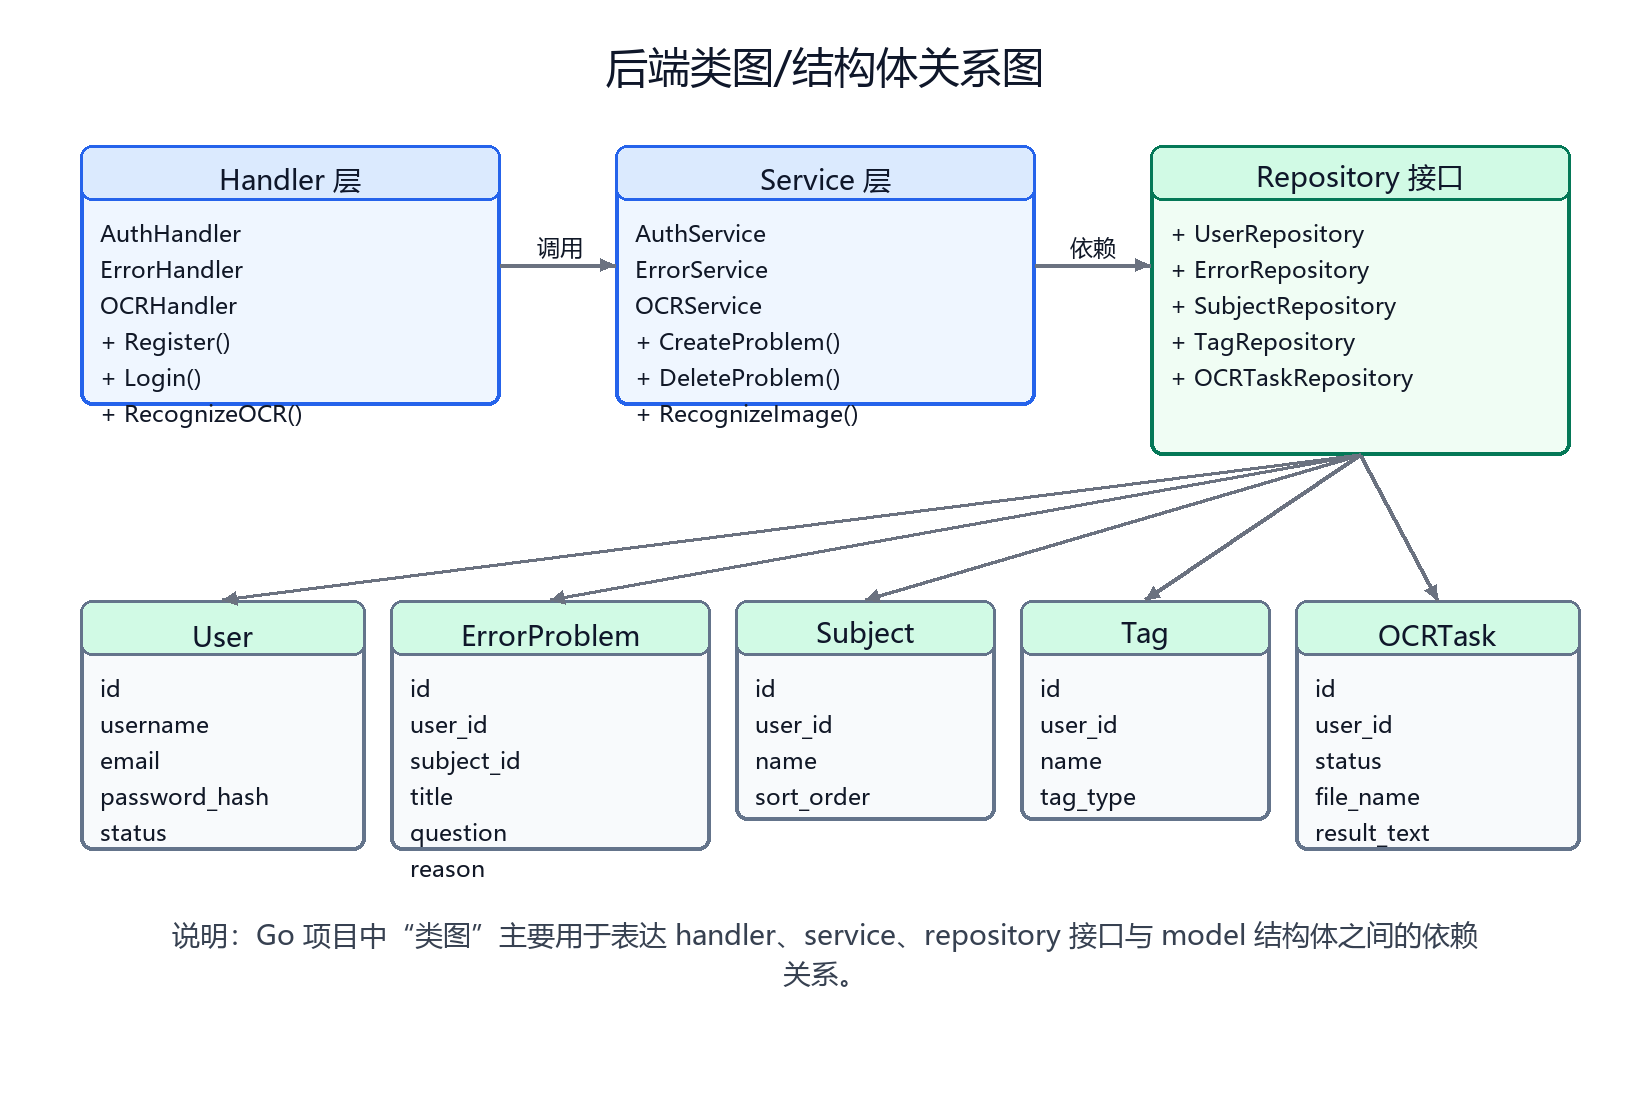 后端类图/结构体关系图
Handler 层
AuthHandler
ErrorHandler
OCRHandler
+ Register()
+ Login()
+ RecognizeOCR()
调用
Service 层
AuthService
ErrorService
OCRService
+ CreateProblem()
+ DeleteProblem()
+ RecognizeImage()
依赖
Repository 接口
+ UserRepository
+ ErrorRepository
+ SubjectRepository
+ TagRepository
+ OCRTaskRepository
User
id
username
email
password_hash
status
ErrorProblem
id
user_id
subject_id
title
question
reason
Subject
id
user_id
name
sort_order
Tag
id
user_id
name
tag_type
OCRTask
id
user_id
status
file_name
result_text
说明：Go 项目中“类图”主要用于表达 handler、service、repository 接口与 model 结构体之间的依赖
关系。